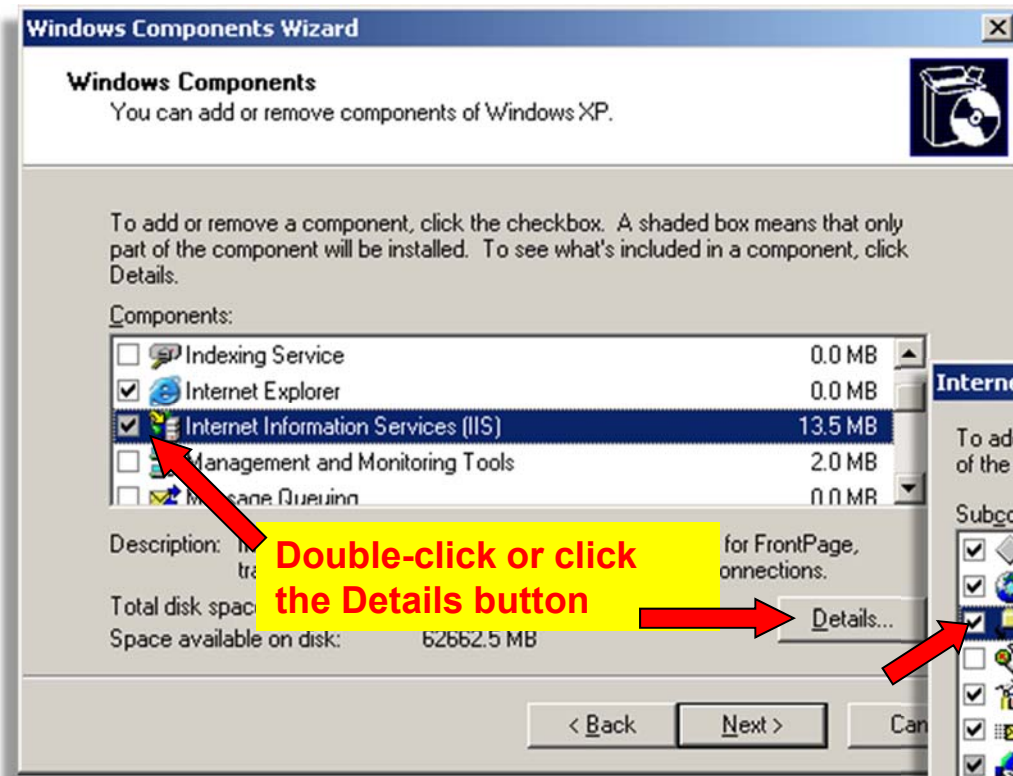 Windows Components Wizard
Windows Components
You can add or remove components of Windows XP.
To add or remove a component, click the checkbox. A shaded box means that only
part of the component will be installed. To see what's included in a component, click
Details.
Components:
Indexing Service 0.0 MB
Internet Explorer 0.0 MB
Internet Information Services (IIS) 13.5 MB
Management and Monitoring Tools 2.0 MB
Message Queuing 0.0 MB
Description: for FrontPage,
Double-click or click
the Details button
Total disk
Space available on disk: 62662.5 MB
Details...
< Back
Next >
Can
Interne
To ad
of the
Subco